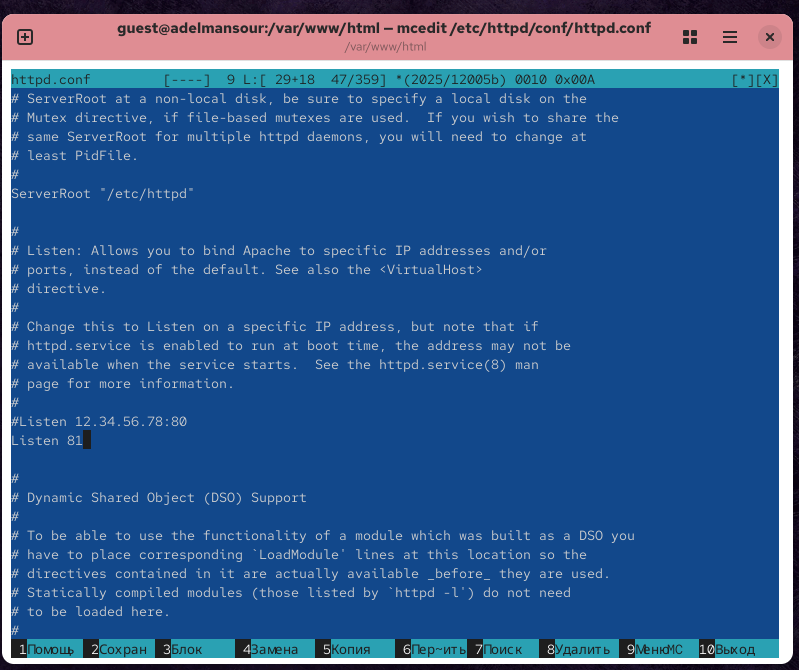 guest@adelmansour:/var/www/html — mcedit /etc/httpd/conf/httpd.conf
/var/www/html
httpd.conf         [----]  9 L:[ 29+18  47/359] *(2025/12005b) 0010 0x00A                 [*][X]
# ServerRoot at a non-local disk, be sure to specify a local disk on the
# Mutex directive, if file-based mutexes are used.  If you wish to share the
# same ServerRoot for multiple httpd daemons, you will need to change at
# least PidFile.
#
ServerRoot "/etc/httpd"

#
# Listen: Allows you to bind Apache to specific IP addresses and/or
# ports, instead of the default. See also the <VirtualHost>
# directive.
#
# Change this to Listen on a specific IP address, but note that if
# httpd.service is enabled to run at boot time, the address may not be
# available when the service starts.  See the httpd.service(8) man
# page for more information.
#
#Listen 12.34.56.78:80
Listen 81

#
# Dynamic Shared Object (DSO) Support
#
# To be able to use the functionality of a module which was built as a DSO you
# have to place corresponding `LoadModule' lines at this location so the
# directives contained in it are actually available _before_ they are used.
# Statically compiled modules (those listed by `httpd -l') do not need
# to be loaded here.
#
1Помощь 2Сохран 3Блок 4Замена 5Копия 6Пер~ить 7Поиск 8Удалить 9МенюMC 10Выход